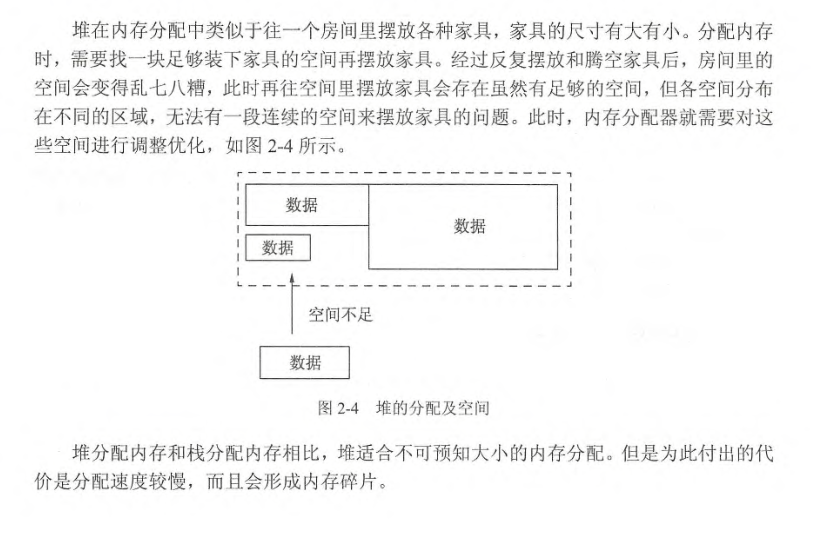 堆在内存分配中类似于往一个房间里摆放各种家具，家具的尺寸有大有小。分配内存
时，需要找一块足够装下家具的空间再摆放家具。经过反复摆放和腾空家具后，房间里的
空间会变得乱七八糟，此时再往空间里摆放家具会存在虽然有足够的空间，但各空间分布
在不同的区域，无法有一段连续的空间来摆放家具的问题。此时，内存分配器就需要对这
些空间进行调整优化，如图 2-4 所示。
数据
数据
数据
空间不足
数据
图 2-4 堆的分配及空间
堆分配内存和栈分配内存相比，堆适合不可预知大小的内存分配。但是为此付出的代
价是分配速度较慢，而且会形成内存碎片。